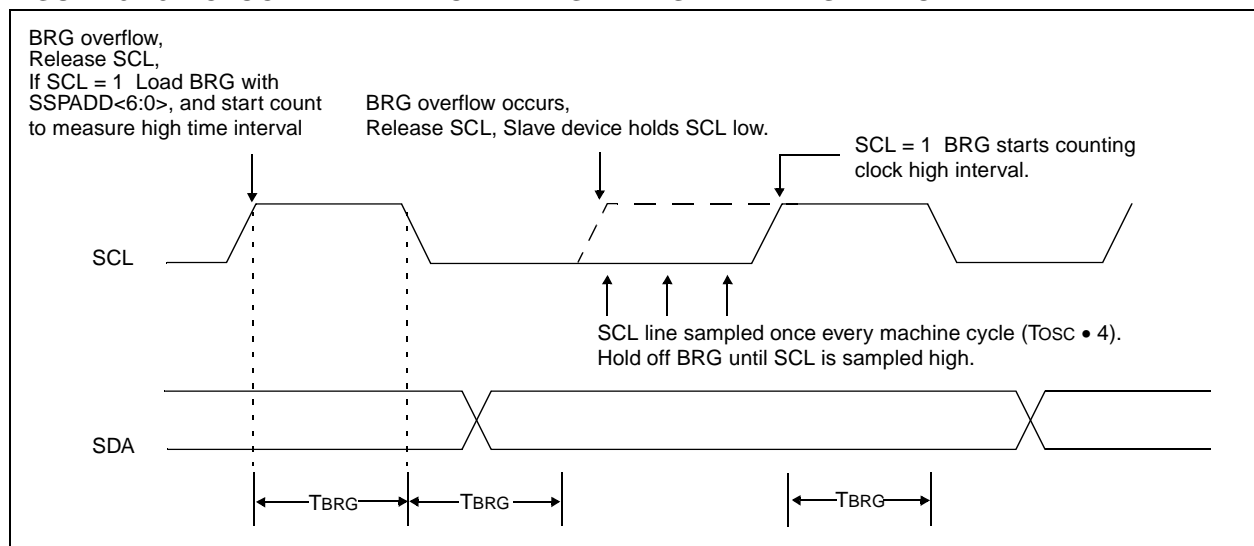 BRG overflow,
Release SCL,
If SCL = 1 Load BRG with
SSPADD<6:0>, and start count
to measure high time interval
BRG overflow occurs,
Release SCL, Slave device holds SCL low.
SCL = 1 BRG starts counting
clock high interval.
SCL
SCL line sampled once every machine cycle (TOSC • 4).
Hold off BRG until SCL is sampled high.
SDA
TBRG
TBRG
TBRG